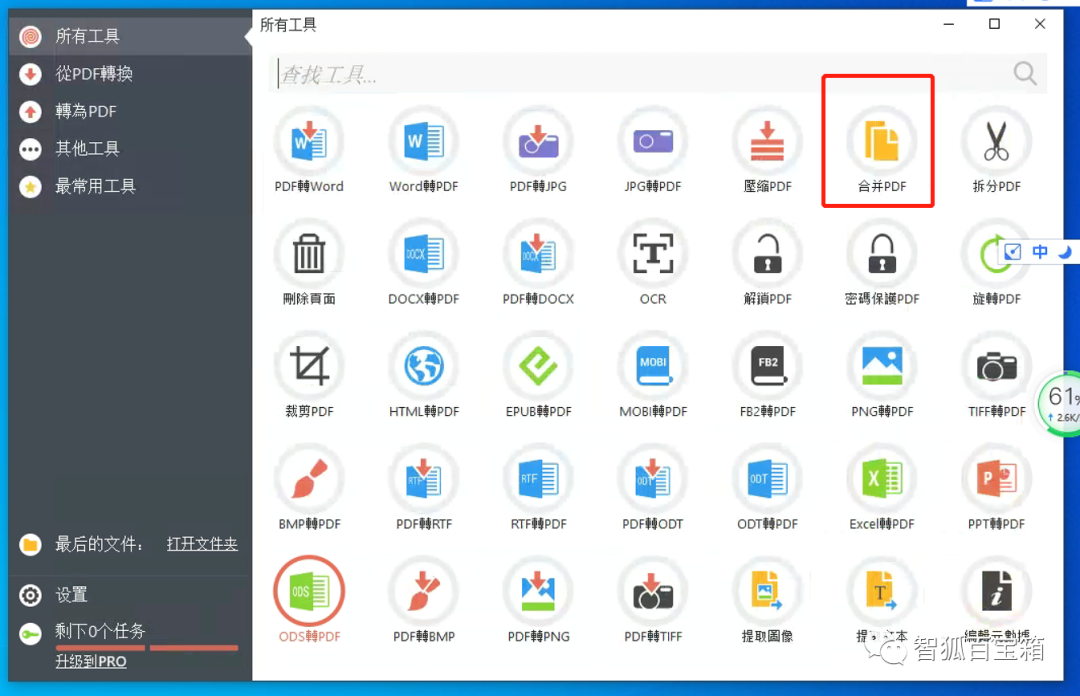 所有工具
從PDF轉換
轉為PDF
其他工具
最常用工具
最后的文件： 打开文件夹
设置
剩下0个任务
升级到PRO
所有工具
查找工具...
PDF轉Word Word轉PDF PDF轉JPG JPG轉PDF 壓缩PDF 合并PDF 拆分PDF
刪除頁面 DOCX轉PDF PDF轉DOCX OCR 解鎖PDF 密碼保護PDF 旋轉PDF
中
裁剪PDF HTML轉PDF EPUB轉PDF MOBI轉PDF FB2轉PDF PNG轉PDF TIFF轉PDF
61%
2.6K/
BMP轉PDF PDF轉RTF RTF轉PDF PDF轉ODT ODT轉PDF Excel轉PDF PPT轉PDF
ODS轉PDF PDF轉BMP PDF轉PNG PDF轉TIFF 提取圖像
智狐百宝箱